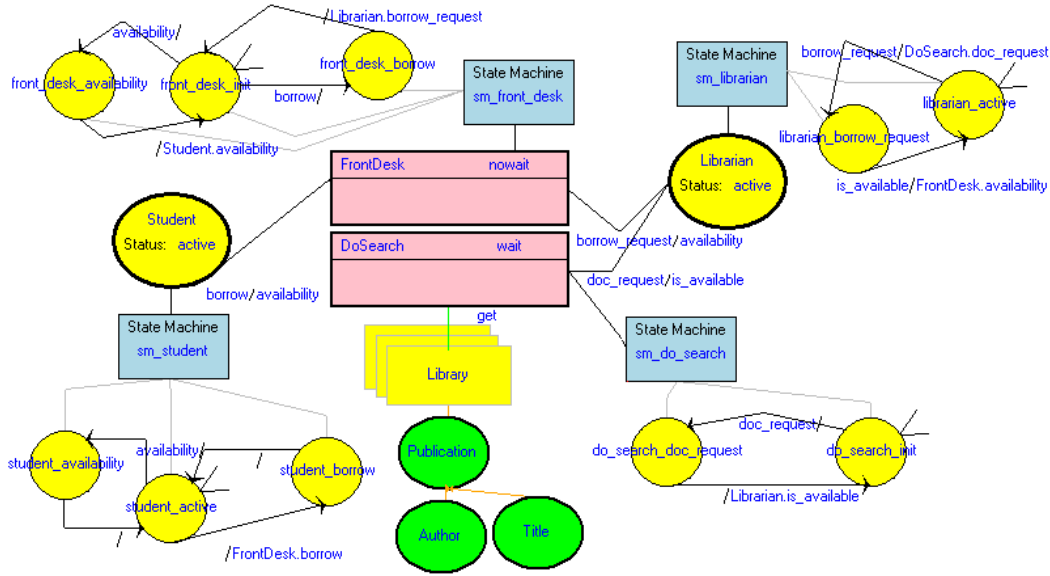 availability/
/Librarian.borrow_request
front_desk_availability
front_desk_init
front_desk_borrow
borrow/
/Student.availability
State Machine
sm_front_desk
State Machine
sm_librarian
borrow_request/DoSearch.doc_request
librarian_active
librarian_borrow_request
is_available/FrontDesk.availability
FrontDesk nowait
Librarian
Status: active
Student
Status: active
borrow_request/availability
DoSearch wait
doc_request/is_available
borrow/availability
get
State Machine
sm_student
State Machine
sm_do_search
Library
doc_request/
do_search_doc_request
do_search_init
/Librarian.is_available
Publication
Author
Title
student_availability
availability/
/
student_borrow
student_active
/
/FrontDesk.borrow